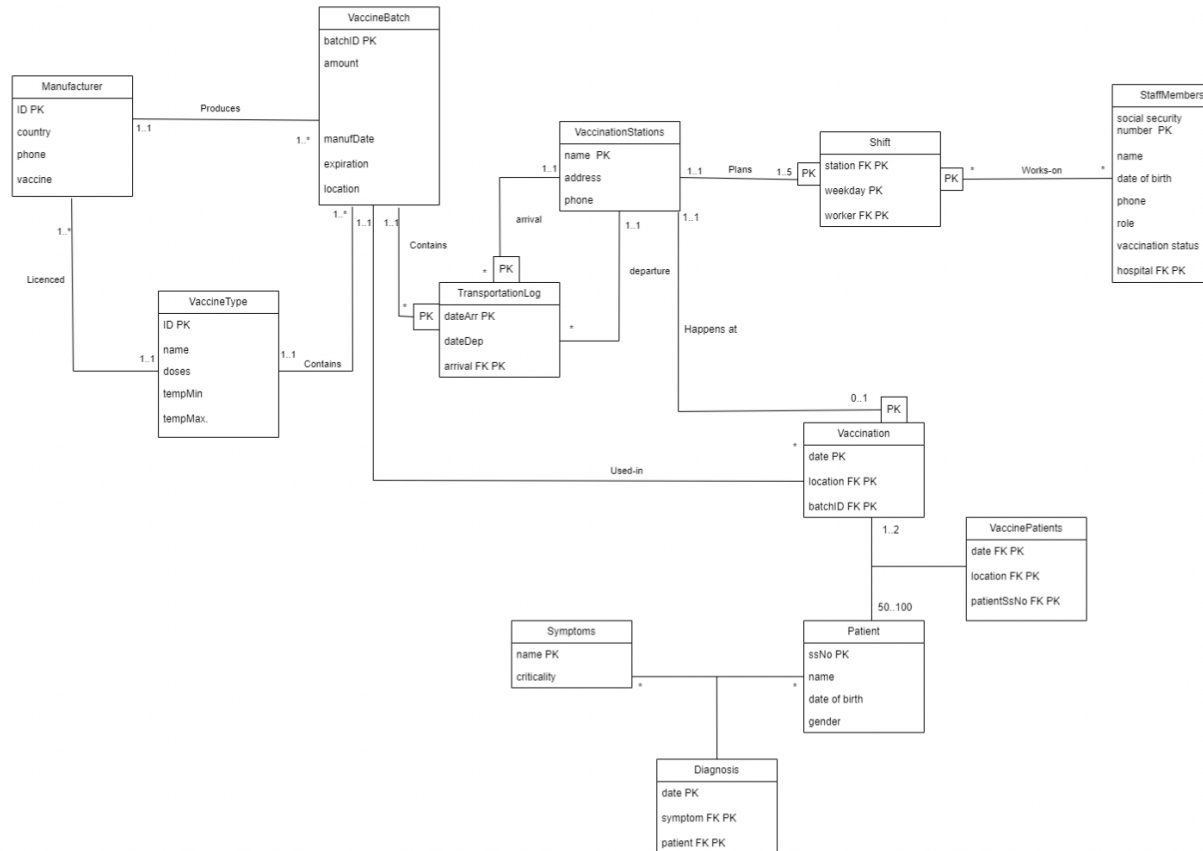 VaccineBatch
batchID PK
amount
manufDate
expiration
location
Manufacturer
ID PK
country
phone
vaccine
Produces
1..1
1..*
VaccinationStations
name PK
address
phone
Shift
station FK PK
weekday PK
worker FK PK
StaffMembers
social security
number PK
name
date of birth
phone
role
vaccination status
hospital FK PK
1..1
1..1
Plans
1..5
PK
PK
*
Works-on
*
arrival
1..1
1..1
departure
Happens at
1..*
Licenced
1..1
1..*
1..1
1..1
Contains
*
PK
*
PK
TransportationLog
dateArr PK
dateDep
arrival FK PK
*
VaccineType
ID PK
name
doses
tempMin
tempMax.
1..1
Contains
0..1
PK
Vaccination
date PK
location FK PK
batchID FK PK
*
Used-in
1..2
VaccinePatients
date FK PK
location FK PK
patientSsNo FK PK
50..100
Symptoms
name PK
criticality
*
*
Patient
ssNo PK
name
date of birth
gender
Diagnosis
date PK
symptom FK PK
patient FK PK